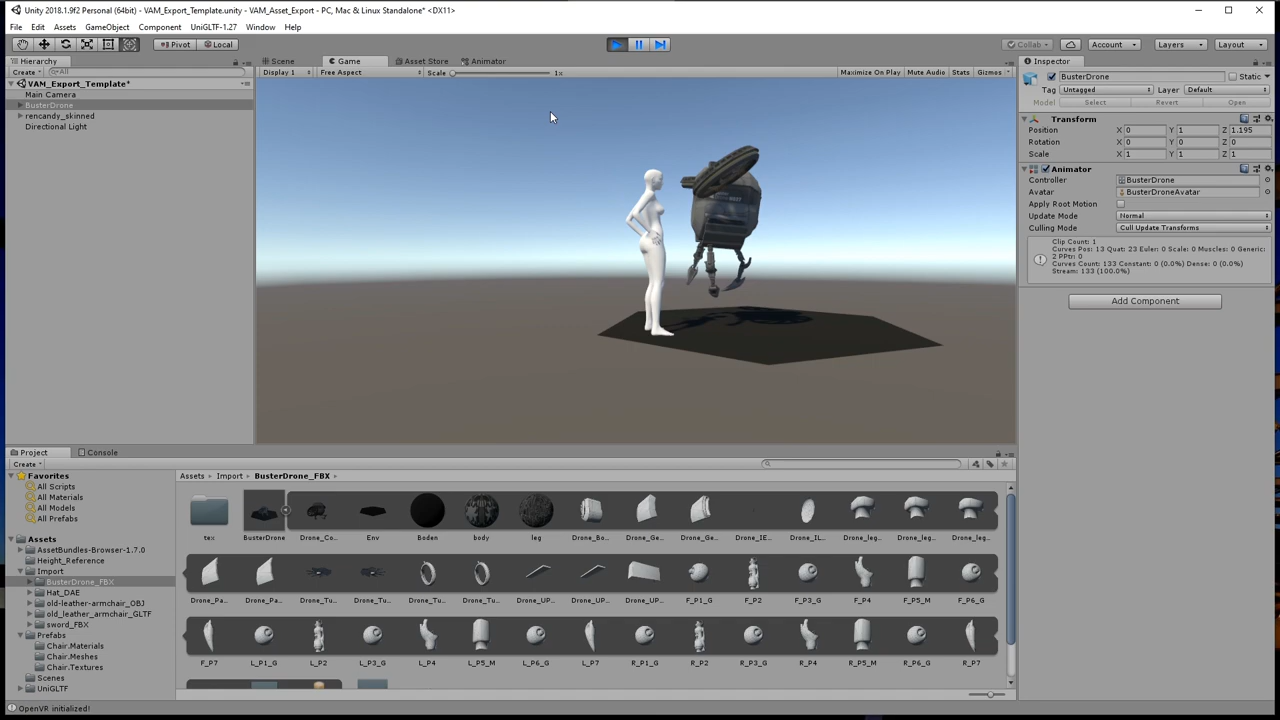 Unity 2018.1.9f2 Personal (64bit) - VAM_Export_Template.unity - VAM_Asset_Export - PC, Mac & Linux Standalone* <DX11>
File Edit Assets GameObject Component UniGLTF-1.27 Window Help
Pivot Local Collab Account Layers Layout
Hierarchy
Create All
VAM_Export_Template*
Main Camera
BusterDrone
rencandy_skinned
Directional Light
Scene Game Asset Store Animator
Display 1 Free Aspect Scale 1x Maximize On Play Mute Audio Stats Gizmos
Inspector
BusterDrone Static
Tag Untagged Layer Default
Model Select Revert Open
Transform
Position X 0 Y 1 Z 1.195
Rotation X 0 Y 0 Z 0
Scale X 1 Y 1 Z 1
Animator
Controller BusterDrone
Avatar BusterDroneAvatar
Apply Root Motion
Update Mode Normal
Culling Mode Cull Update Transforms
Clip Count: 1
Curves Pos: 13 Quat: 23 Euler: 0 Scale: 0 Muscles: 0 Generic:
2 PPtr: 0
Curves Count: 133 Constant: 0 (0.0%) Dense: 0 (0.0%)
Stream: 133 (100.0%)
Add Component
Project Console
Create
Favorites
All Scripts
All Materials
All Models
All Prefabs
Assets
AssetBundles-Browser-1.7.0
Height_Reference
Import
BusterDrone_FBX
Hat_DAE
old-leather-armchair_OBJ
old_leather_armchair_GLTF
sword_FBX
Prefabs
Chair.Materials
Chair.Meshes
Chair.Textures
Scenes
UniGLTF
Assets Import BusterDrone_FBX
tex BusterDrone Drone_Co... Env Boden body leg Drone_Bo... Drone_Ge... Drone_Ge... Drone_IE... Drone_IL... Drone_leg... Drone_leg... Drone_leg...
Drone_Pa... Drone_Pa... Drone_Tu... Drone_Tu... Drone_Tu... Drone_Tu... Drone_UP... Drone_UP... Drone_UP... F_P1_G F_P2 F_P3_G F_P4 F_P5_M F_P6_G
F_P7 L_P1_G L_P2 L_P3_G L_P4 L_P5_M L_P6_G L_P7 R_P1_G R_P2 R_P3_G R_P4 R_P5_M R_P6_G R_P7
OpenVR initialized!